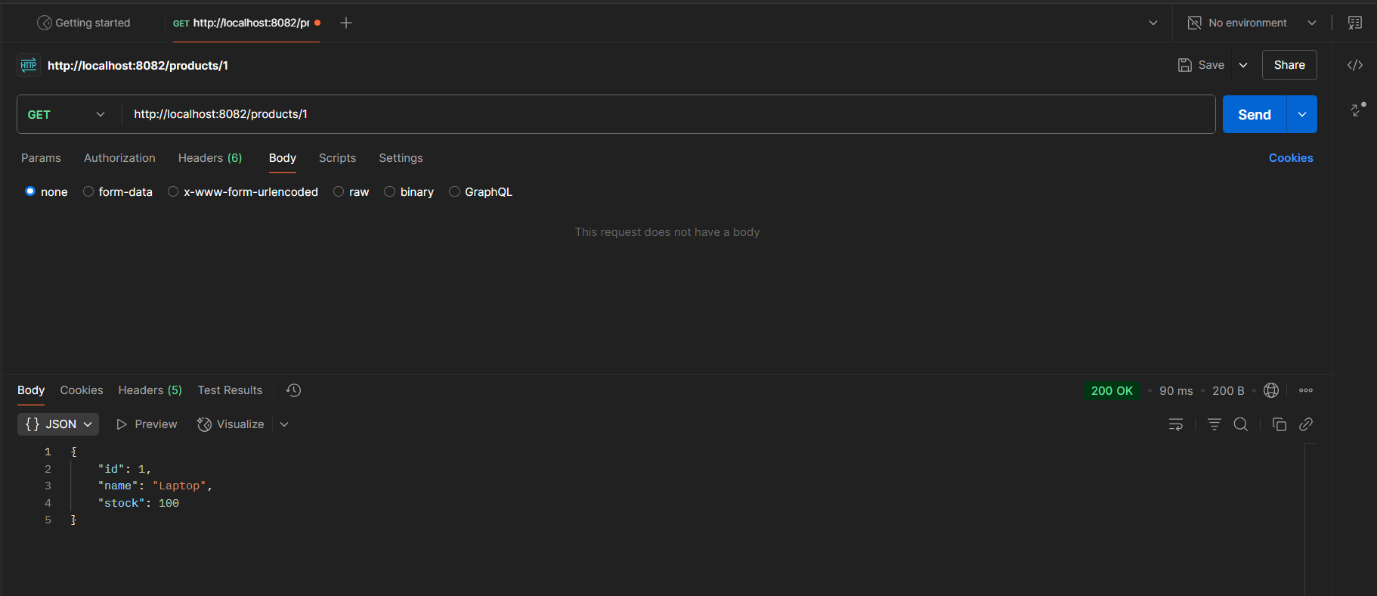 Getting started GET http://localhost:8082/pr No environment
HTTP http://localhost:8082/products/1 Save Share
GET http://localhost:8082/products/1 Send
Params Authorization Headers (6) Body Scripts Settings Cookies
none form-data x-www-form-urlencoded raw binary GraphQL
This request does not have a body
Body Cookies Headers (5) Test Results 200 OK • 90 ms • 200 B •
{} JSON Preview Visualize
1 {
2 "id": 1,
3 "name": "Laptop",
4 "stock": 100
5 }